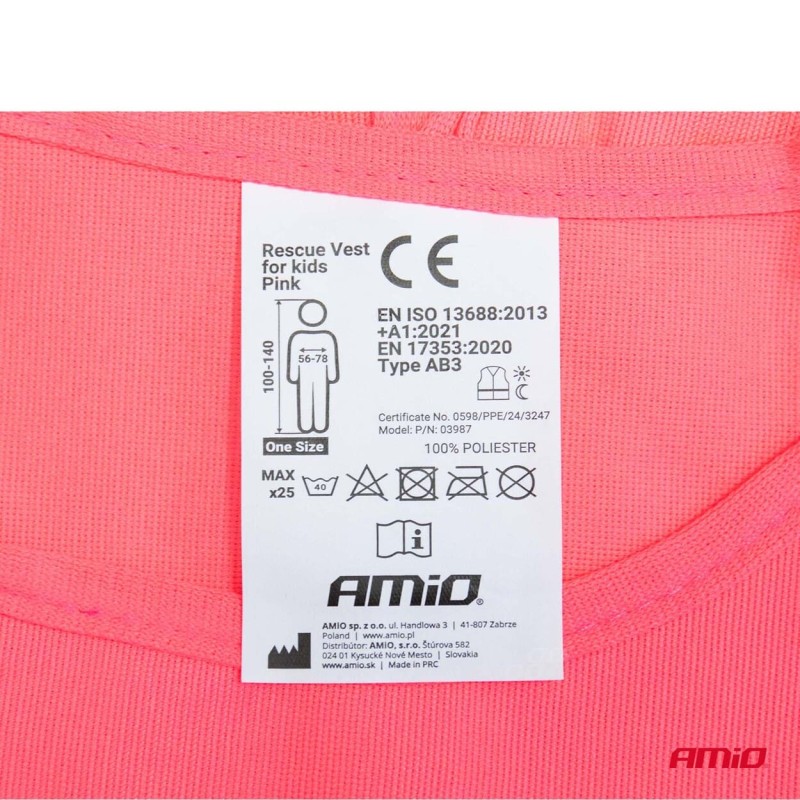 Rescue Vest
for kids
Pink
CE
EN ISO 13688:2013
+A1:2021
EN 17353:2020
Type AB3
100-140
56-78
One Size
Certificate No. 0598/PPE/24/3247
Model: P/N: 03987
100% POLIESTER
MAX
x25
40
i
AMiO®
AMiO sp. z o.o. ul. Handlowa 3 | 41-807 Zabrze
Poland | www.amio.pl
Distribútor: AMiO, s.r.o. Štúrova 582
024 01 Kysucké Nové Mesto | Slovakia
www.amio.sk | Made in PRC
AMiO